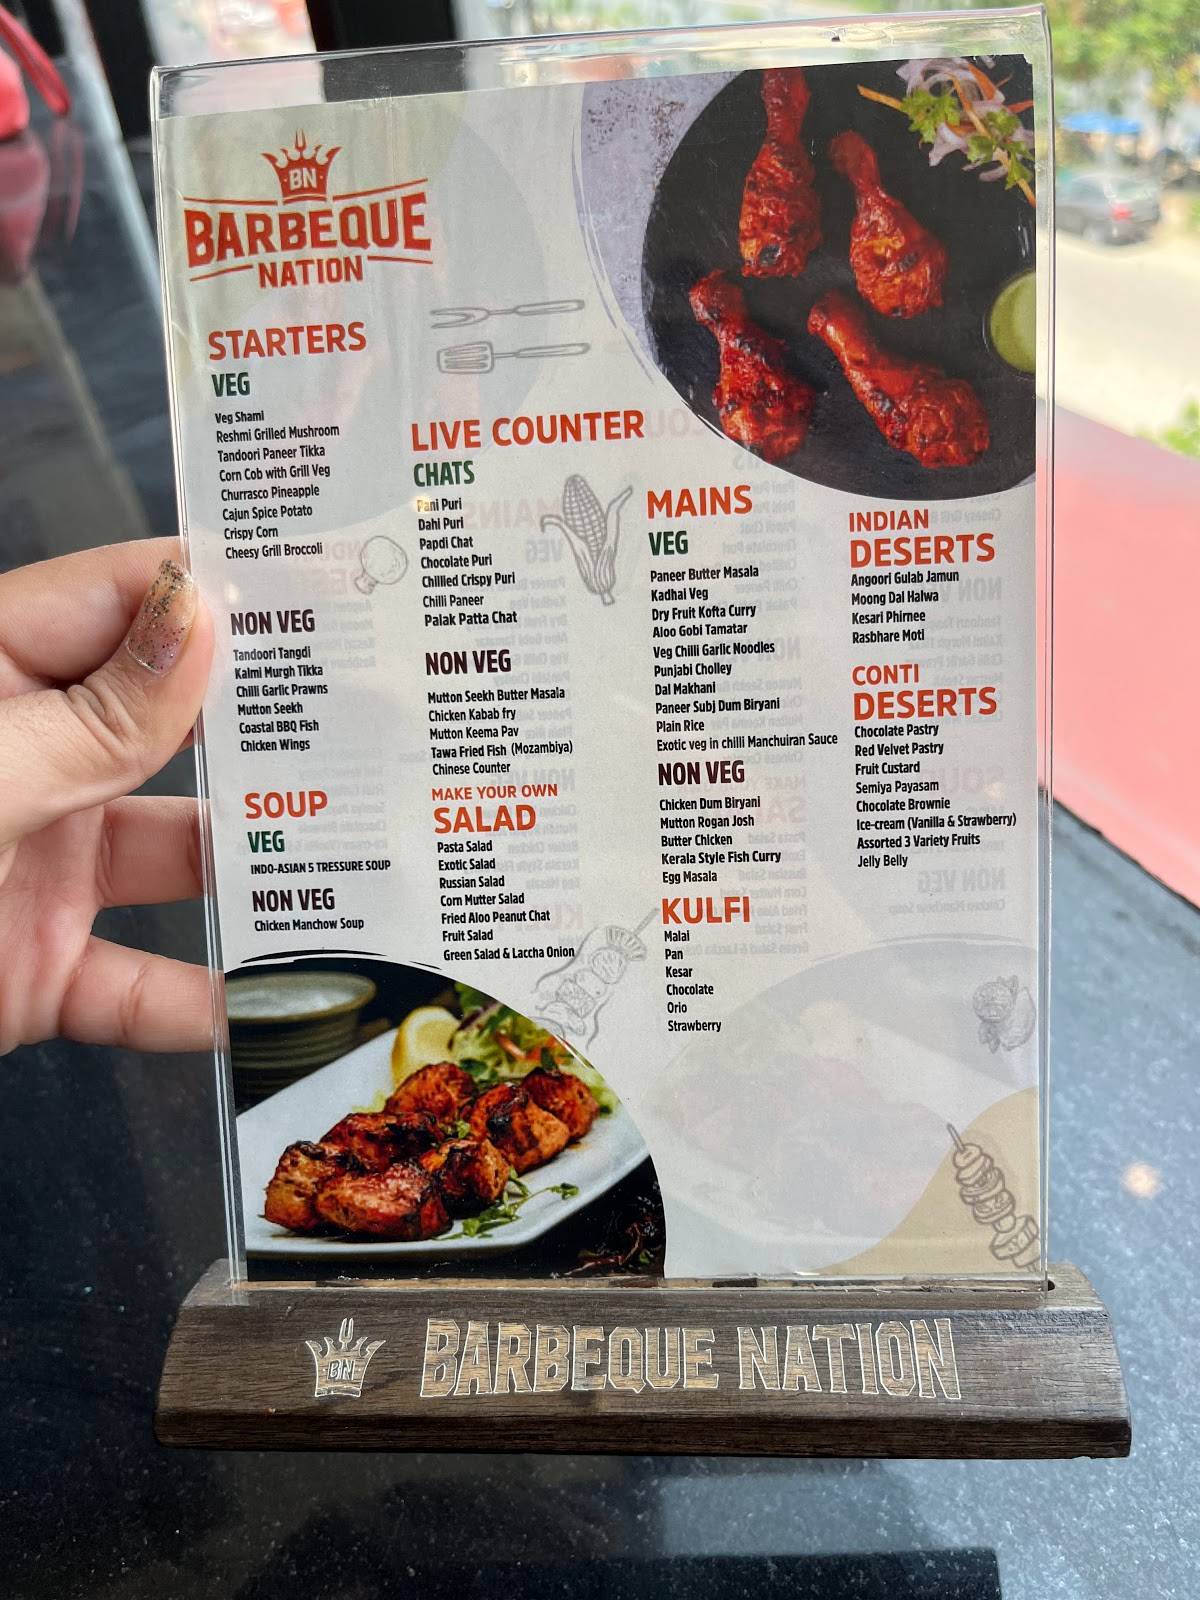 BN
BARBEQUE
NATION
STARTERS
VEG
Veg Shami
Reshmi Grilled Mushroom
Tandoori Paneer Tikka
Corn Cob with Grill Veg
Churrasco Pineapple
Cajun Spice Potato
Crispy Corn
Cheesy Grill Broccoli
NON VEG
Tandoori Tangdi
Kalmi Murgh Tikka
Chilli Garlic Prawns
Mutton Seekh
Coastal BBQ Fish
Chicken Wings
SOUP
VEG
INDO-ASIAN 5 TRESSURE SOUP
NON VEG
Chicken Manchow Soup
LIVE COUNTER
CHATS
Pani Puri
Dahi Puri
Papdi Chat
Chocolate Puri
Chillied Crispy Puri
Chilli Paneer
Palak Patta Chat
NON VEG
Mutton Seekh Butter Masala
Chicken Kabab fry
Mutton Keema Pav
Tawa Fried Fish (Mozambiya)
Chinese Counter
MAKE YOUR OWN
SALAD
Pasta Salad
Exotic Salad
Russian Salad
Corn Mutter Salad
Fried Aloo Peanut Chat
Fruit Salad
Green Salad & Laccha Onion
MAINS
VEG
Paneer Butter Masala
Kadhai Veg
Dry Fruit Kofta Curry
Aloo Gobi Tamatar
Veg Chilli Garlic Noodles
Punjabi Cholley
Dal Makhani
Paneer Subj Dum Biryani
Plain Rice
Exotic veg in chilli Manchuiran Sauce
NON VEG
Chicken Dum Biryani
Mutton Rogan Josh
Butter Chicken
Kerala Style Fish Curry
Egg Masala
KULFI
Malai
Pan
Kesar
Chocolate
Orio
Strawberry
INDIAN
DESERTS
Angoori Gulab Jamun
Moong Dal Halwa
Kesari Phirnee
Rasbhare Moti
CONTI
DESERTS
Chocolate Pastry
Red Velvet Pastry
Fruit Custard
Semiya Payasam
Chocolate Brownie
Ice-cream (Vanilla & Strawberry)
Assorted 3 Variety Fruits
Jelly Belly
BN BARBEQUE NATION